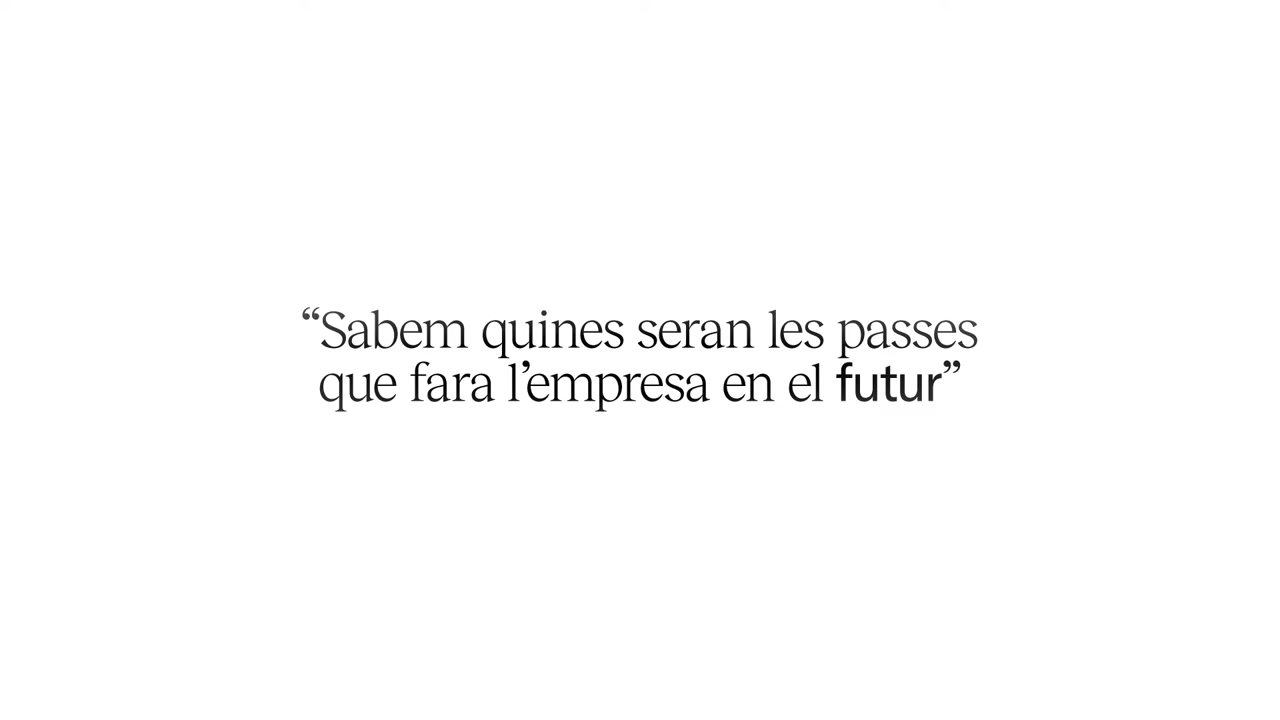 “Sabem quines seran les passes
que fara l’empresa en el futur”